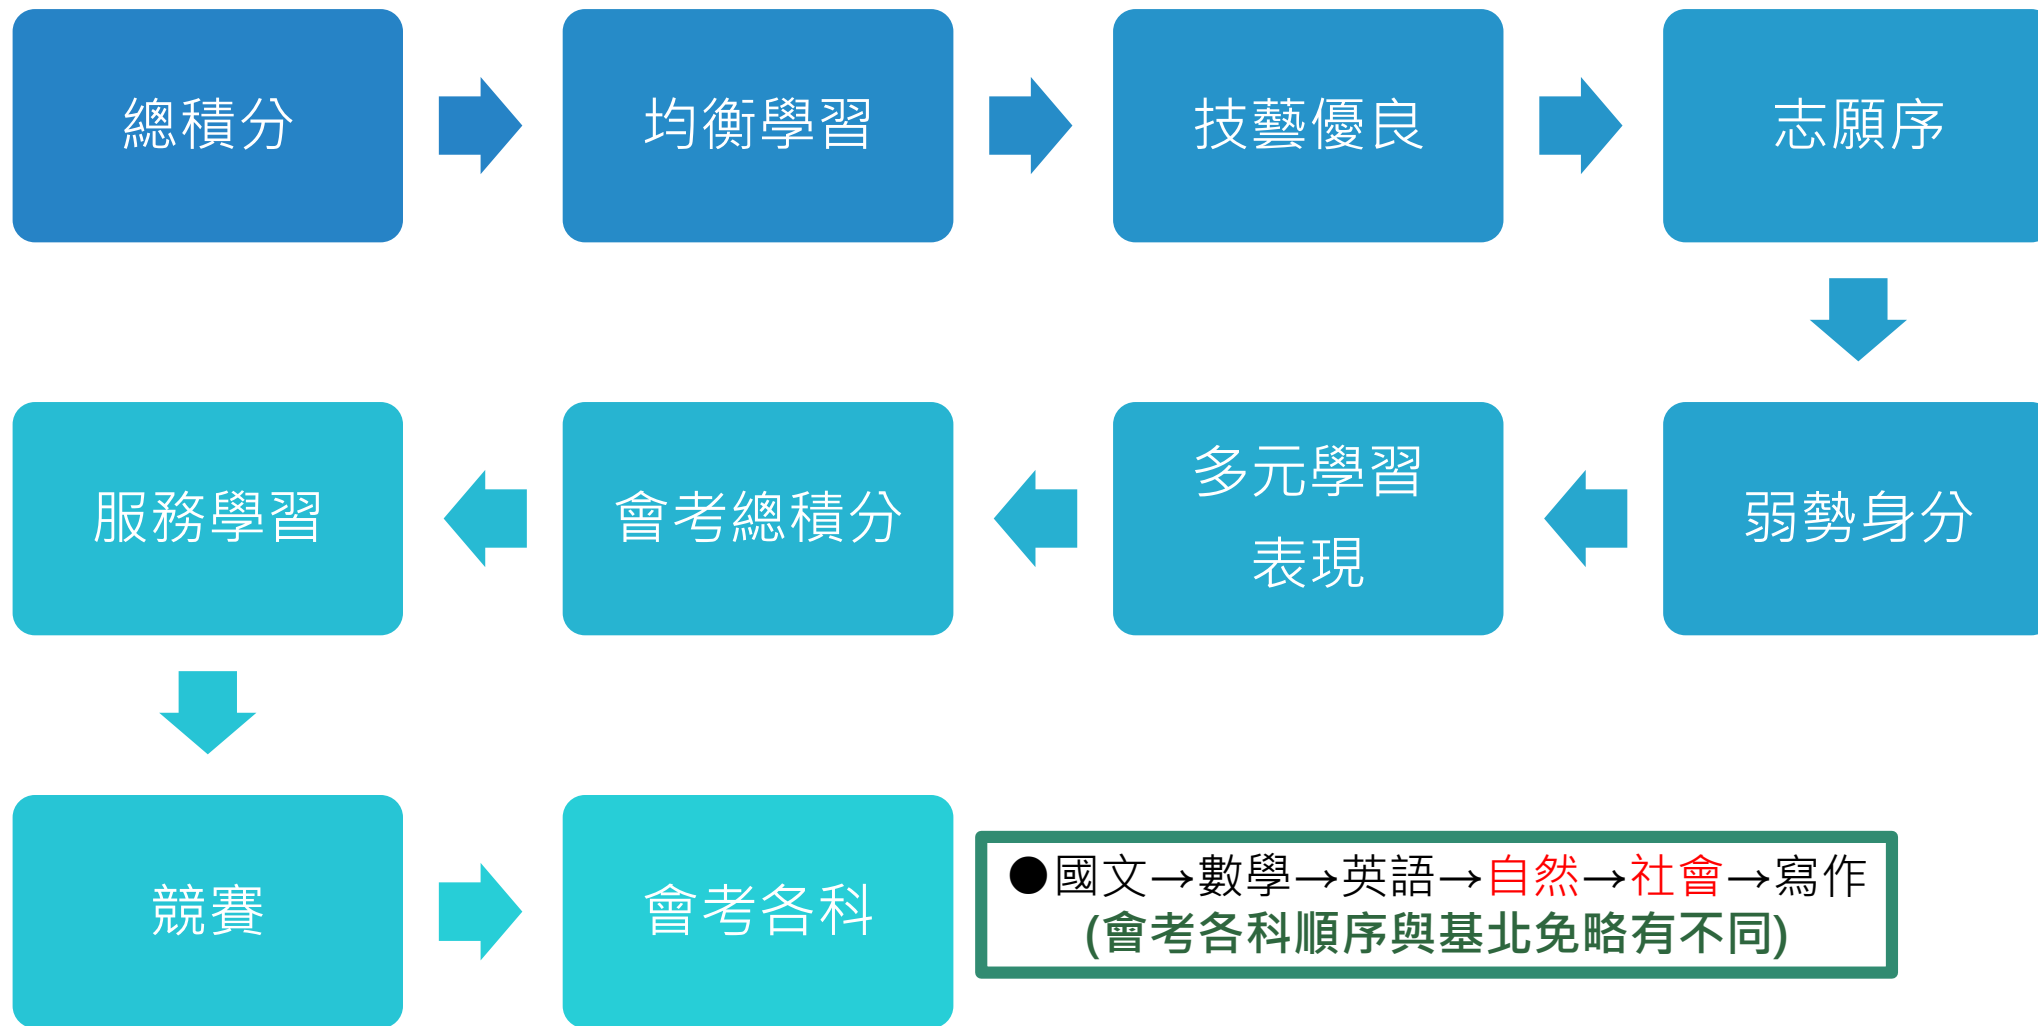 總積分
均衡學習
技藝優良
志願序
弱勢身分
多元學習
表現
會考總積分
服務學習
競賽
會考各科
●國文→數學→英語→自然→社會→寫作
(會考各科順序與基北免略有不同)